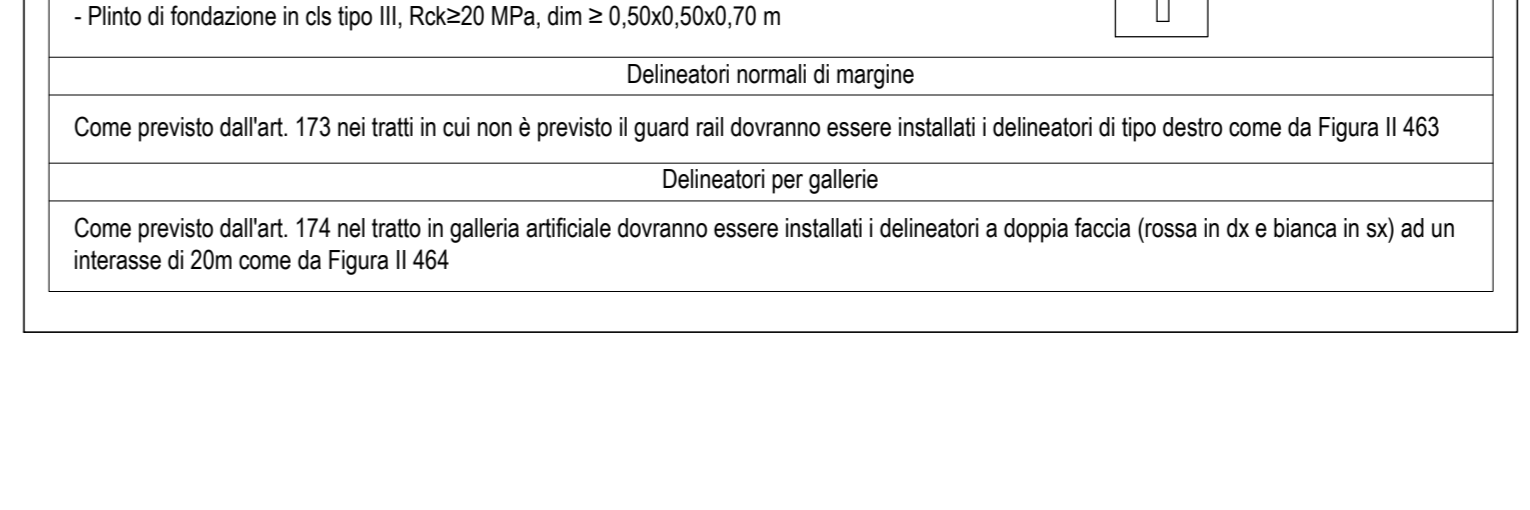 - Plinto di fondazione in cls tipo III, Rck≥20 MPa, dim ≥ 0,50x0,50x0,70 m
Delineatori normali di margine
Come previsto dall'art. 173 nei tratti in cui non è previsto il guard rail dovranno essere installati i delineatori di tipo destro come da Figura II 463
Delineatori per gallerie
Come previsto dall'art. 174 nel tratto in galleria artificiale dovranno essere installati i delineatori a doppia faccia (rossa in dx e bianca in sx) ad un
interasse di 20m come da Figura II 464